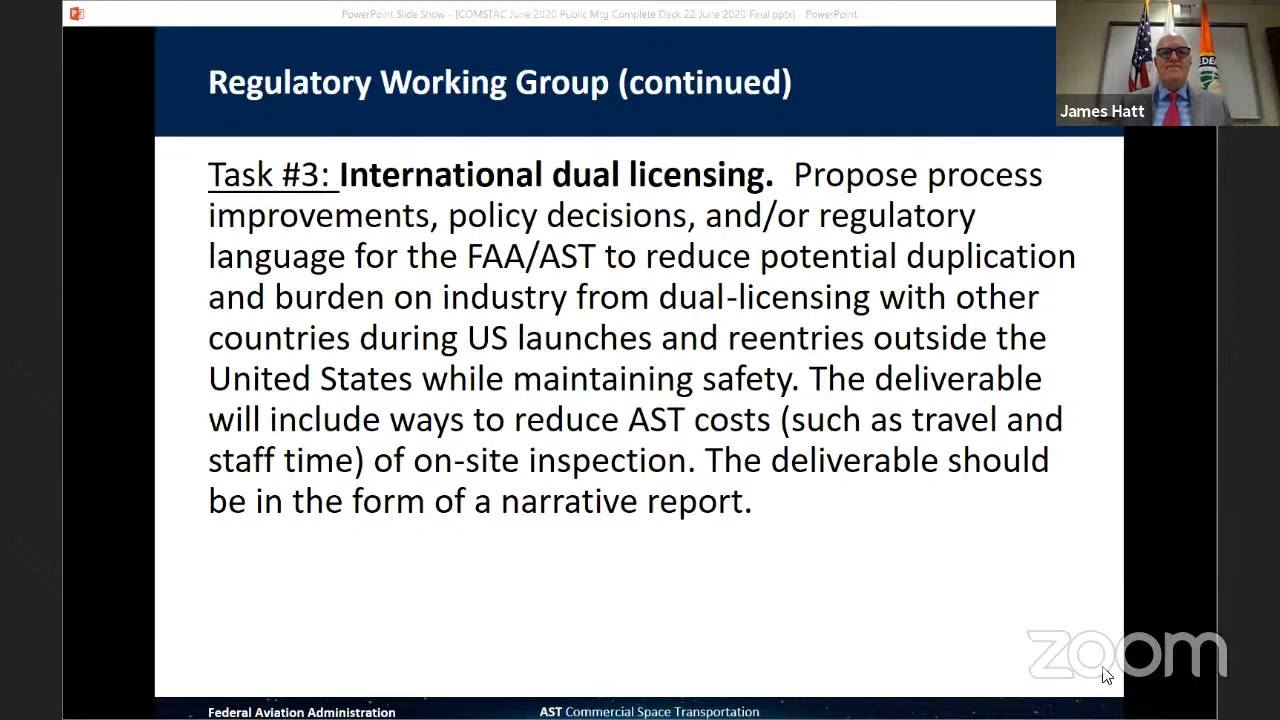 PowerPoint Slide Show - [COMSTAC June 2020 Public Mtg Complete Deck 22 June 2020 Final.pptx] - PowerPoint
Regulatory Working Group (continued)
James Hatt
Task #3: International dual licensing. Propose process
improvements, policy decisions, and/or regulatory
language for the FAA/AST to reduce potential duplication
and burden on industry from dual-licensing with other
countries during US launches and reentries outside the
United States while maintaining safety. The deliverable
will include ways to reduce AST costs (such as travel and
staff time) of on-site inspection. The deliverable should
be in the form of a narrative report.
zoom
Federal Aviation Administration
AST Commercial Space Transportation